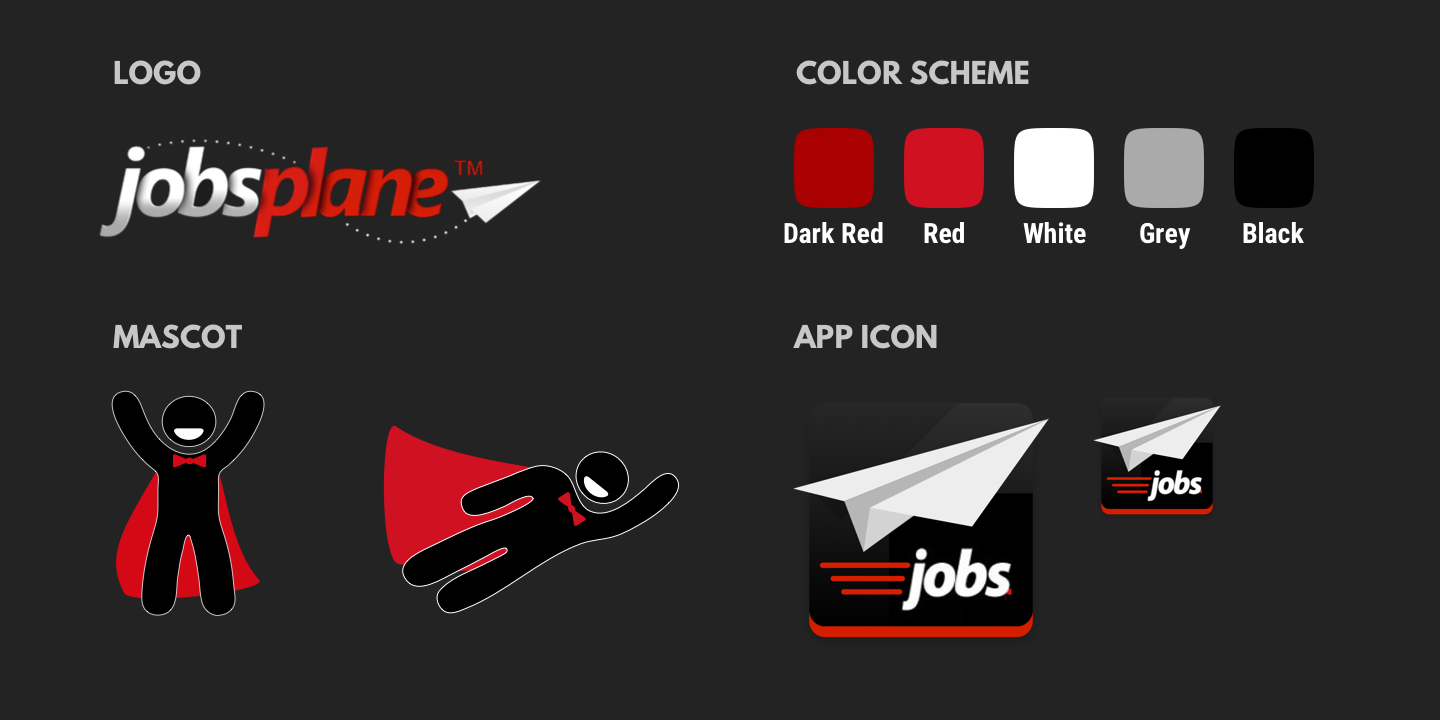 LOGO
COLOR SCHEME
jobsplane™
Dark Red
Red
White
Grey
Black
MASCOT
APP ICON
jobs
jobs